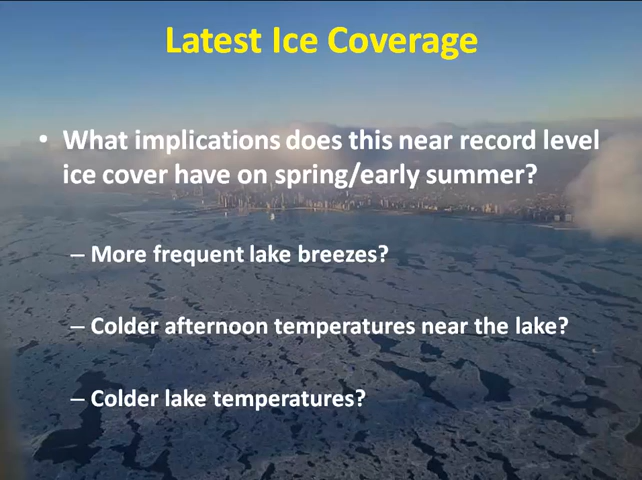 Latest Ice Coverage
• What implications does this near record level
ice cover have on spring/early summer?
– More frequent lake breezes?
– Colder afternoon temperatures near the lake?
– Colder lake temperatures?